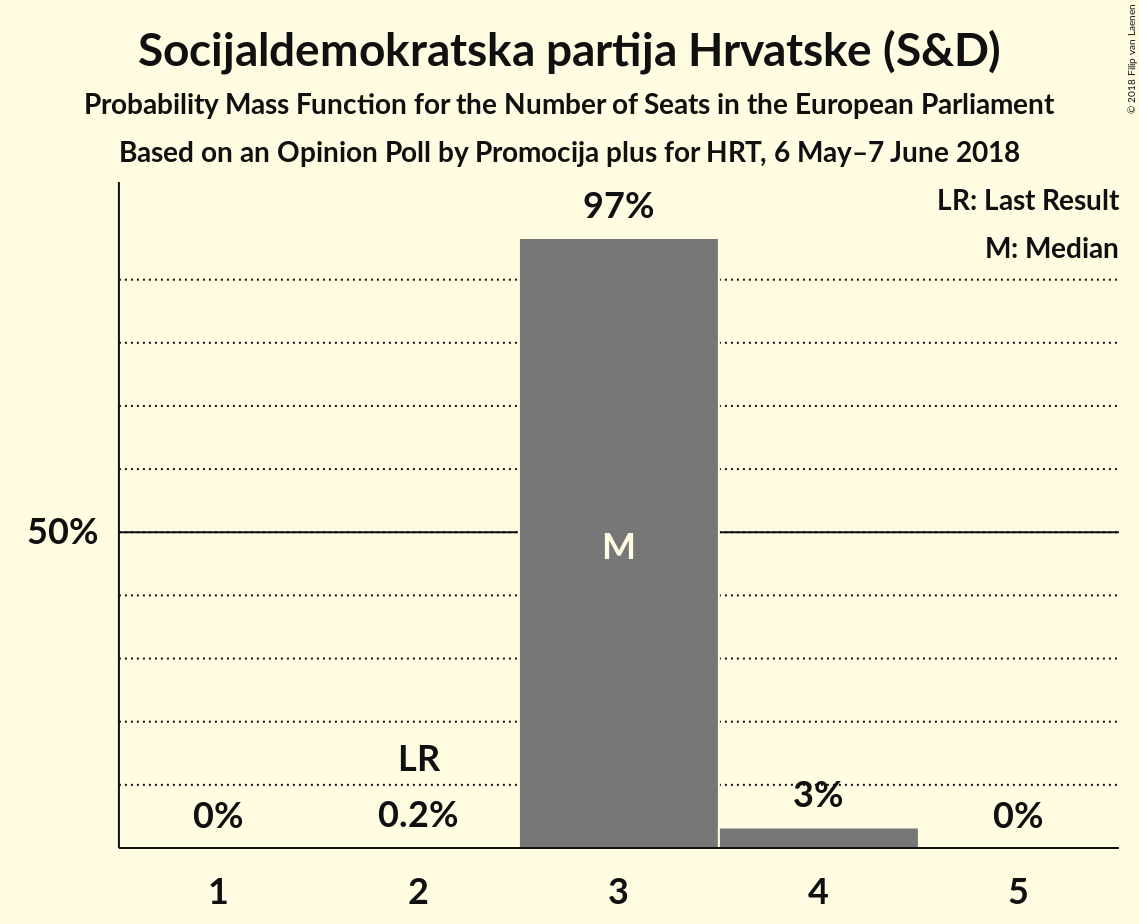 Socijaldemokratska partija Hrvatske (S&D)
Probability Mass Function for the Number of Seats in the European Parliament
Based on an Opinion Poll by Promocija plus for HRT, 6 May–7 June 2018
© 2018 Filip van Laenen
LR: Last Result
M: Median
97%
50%
M
LR
0%
0.2%
3%
0%
1
2
3
4
5